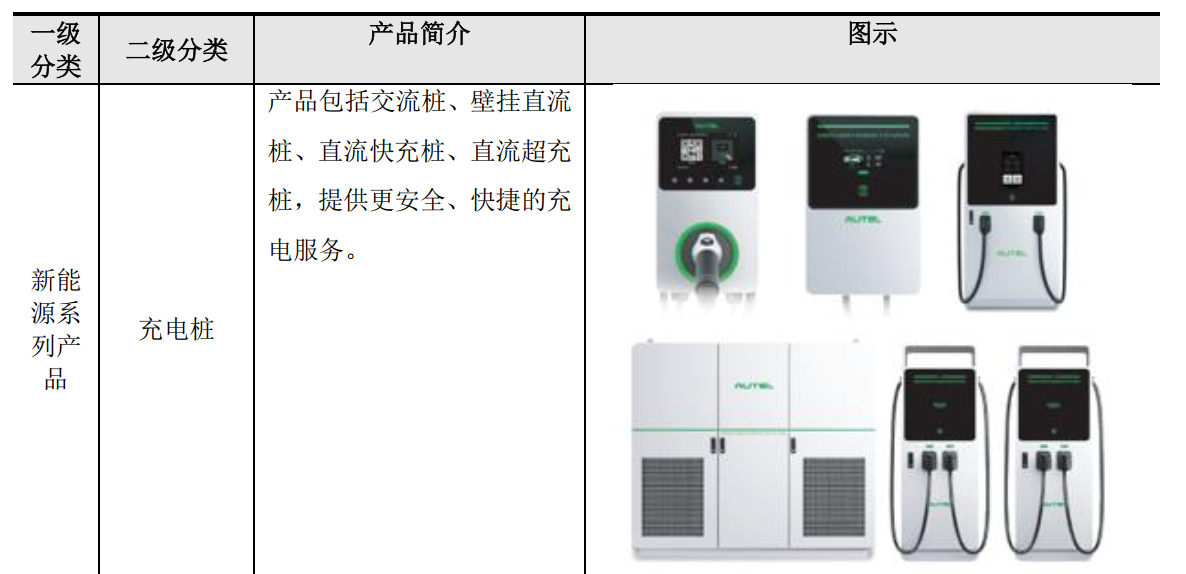 一级
分类
二级分类
产品简介
图示
新能
源系
列产
品
充电桩
产品包括交流桩、壁挂直流
桩、直流快充桩、直流超充
桩，提供更安全、快捷的充
电服务。
AUTEL
AUTEL
AUTEL
AUTEL
AUTEL
AUTEL